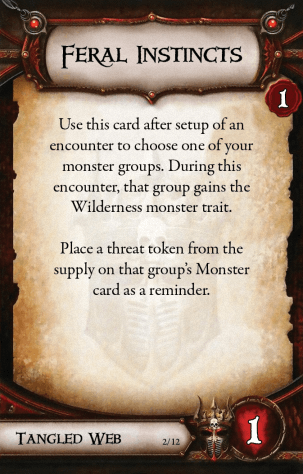 Feral Instincts
1
Use this card after setup of an
encounter to choose one of your
monster groups. During this
encounter, that group gains the
Wilderness monster trait.
Place a threat token from the
supply on that group's Monster
card as a reminder.
Tangled Web
2/12
1